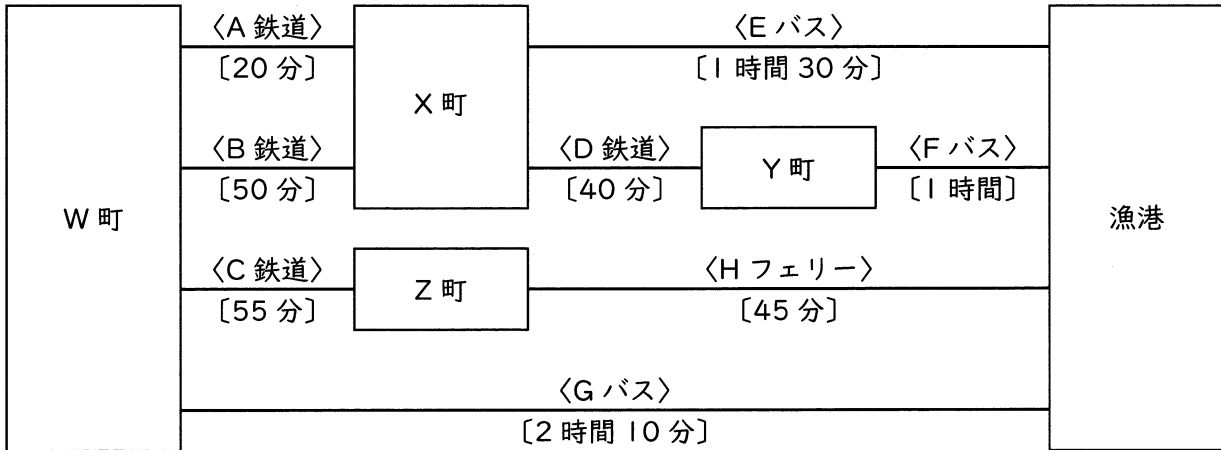 〈A 鉄道〉 〈E バス〉
〔20 分〕 〔1 時間 30 分〕
X 町
〈B 鉄道〉 〈D 鉄道〉 〈F バス〉
Y 町
〔50 分〕 〔40 分〕 〔1 時間〕
W 町 漁港
〈C 鉄道〉 〈H フェリー〉
Z 町
〔55 分〕 〔45 分〕
〈G バス〉
〔2 時間 10 分〕